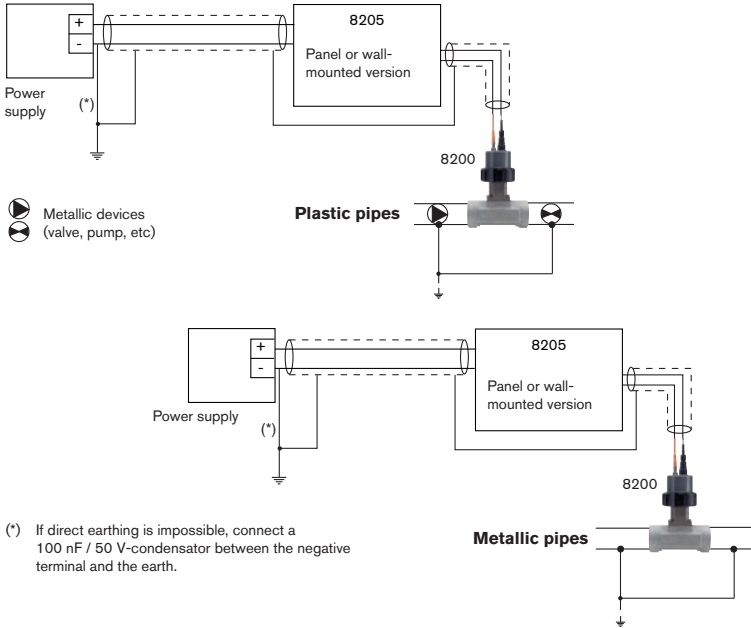 8205
+
-
Panel or wall-
mounted version
Power
supply
(*)
8200
Metallic devices
(valve, pump, etc)
Plastic pipes
+
-
8205
Panel or wall-
mounted version
Power supply
(*)
8200
(*) If direct earthing is impossible, connect a
100 nF / 50 V-condensator between the negative
terminal and the earth.
Metallic pipes